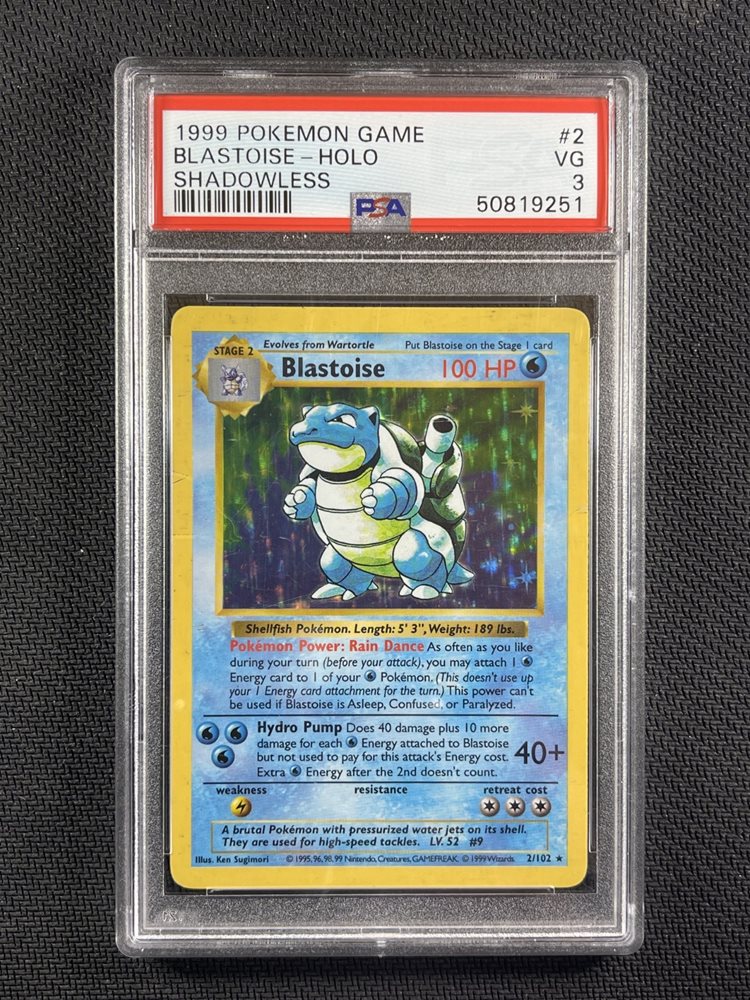 1999 POKEMON GAME #2
BLASTOISE - HOLO VG
SHADOWLESS 3
PSA 50819251
STAGE 2 Evolves from Wartortle Put Blastoise on the Stage 1 card
Blastoise 100 HP
Shellfish Pokémon. Length: 5' 3", Weight: 189 lbs.
Pokémon Power: Rain Dance As often as you like
during your turn (before your attack), you may attach 1
Energy card to 1 of your Pokémon. (This doesn't use up
your 1 Energy card attachment for the turn.) This power can't
be used if Blastoise is Asleep, Confused, or Paralyzed.
Hydro Pump Does 40 damage plus 10 more
damage for each Energy attached to Blastoise
but not used to pay for this attack's Energy cost. 40+
Extra Energy after the 2nd doesn't count.
weakness resistance retreat cost
A brutal Pokémon with pressurized water jets on its shell.
They are used for high-speed tackles. LV. 52 #9
Illus. Ken Sugimori © 1995, 96, 98, 99 Nintendo, Creatures, GAMEFREAK. © 1999 Wizards. 2/102 ★